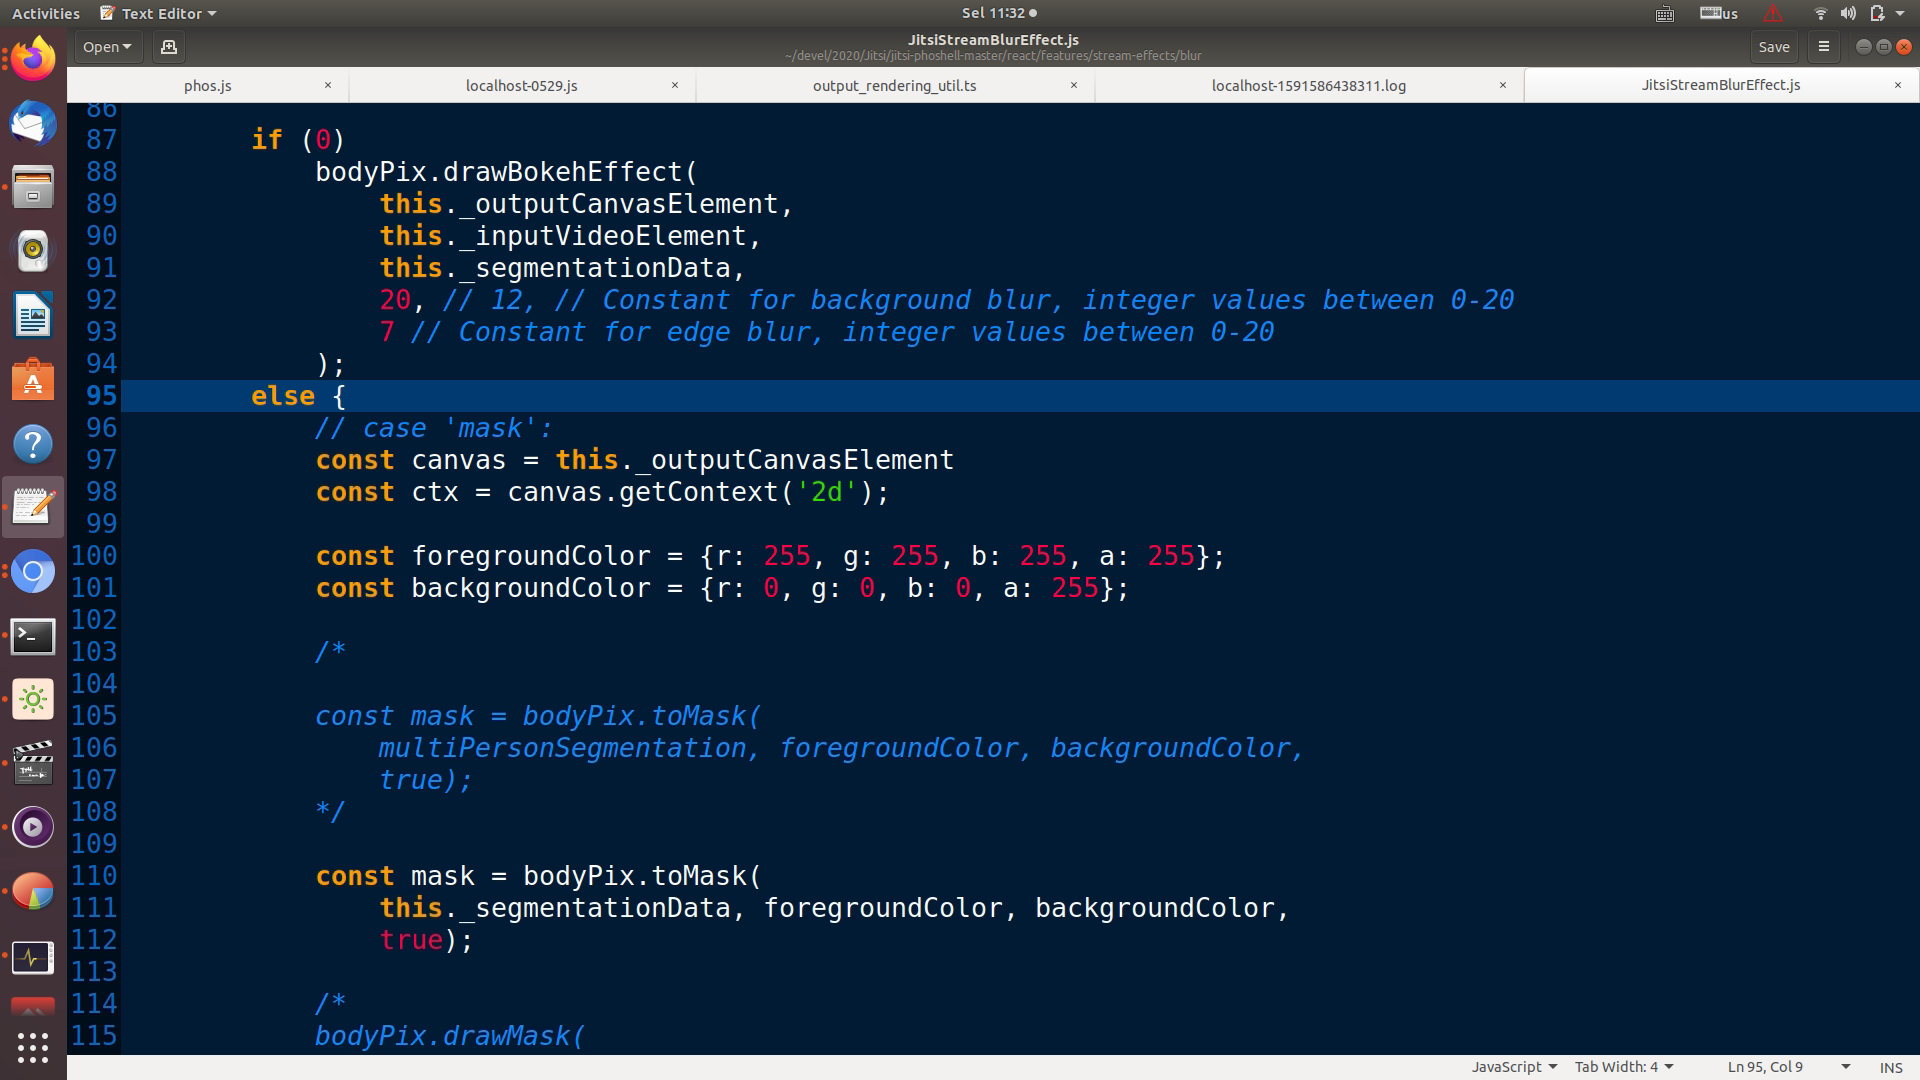 Activities Text Editor Sel 11:32 us
Open JitsiStreamBlurEffect.js Save
~/devel/2020/Jitsi/jitsi-phoshell-master/react/features/stream-effects/blur
phos.js × localhost-0529.js × output_rendering_util.ts × localhost-1591586438311.log × JitsiStreamBlurEffect.js ×
86
87 if (0)
88 bodyPix.drawBokehEffect(
89 this._outputCanvasElement,
90 this._inputVideoElement,
91 this._segmentationData,
92 20, // 12, // Constant for background blur, integer values between 0-20
93 7 // Constant for edge blur, integer values between 0-20
94 );
95 else {
96 // case 'mask':
97 const canvas = this._outputCanvasElement
98 const ctx = canvas.getContext('2d');
99
100 const foregroundColor = {r: 255, g: 255, b: 255, a: 255};
101 const backgroundColor = {r: 0, g: 0, b: 0, a: 255};
102
103 /*
104
105 const mask = bodyPix.toMask(
106 multiPersonSegmentation, foregroundColor, backgroundColor,
107 true);
108 */
109
110 const mask = bodyPix.toMask(
111 this._segmentationData, foregroundColor, backgroundColor,
112 true);
113
114 /*
115 bodyPix.drawMask(
JavaScript Tab Width: 4 Ln 95, Col 9 INS